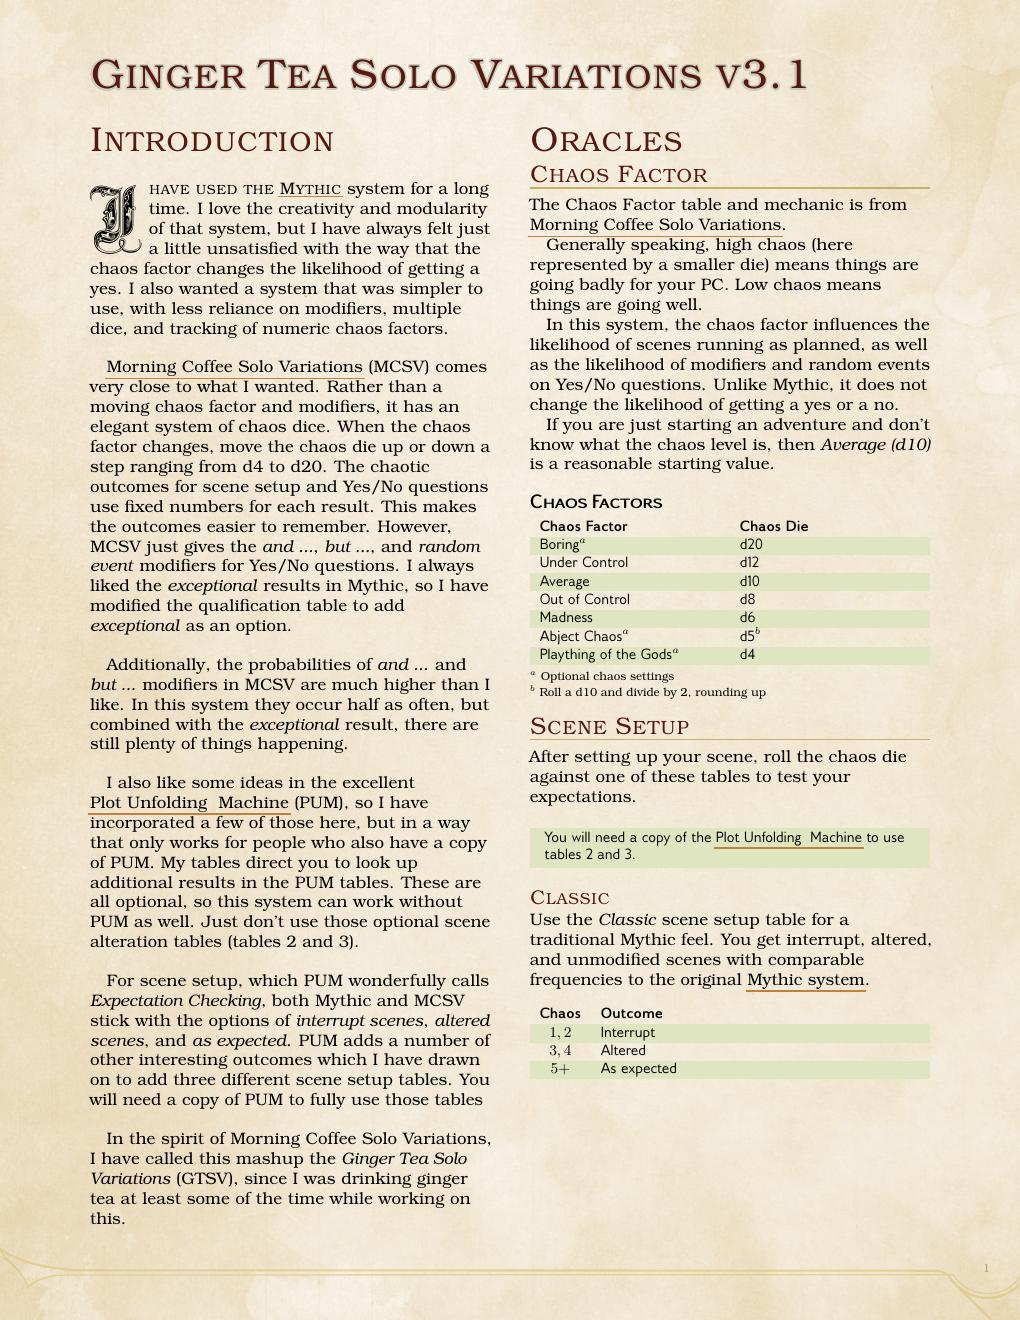 Ginger Tea Solo Variations v3.1
Introduction
I have used the Mythic system for a long
time. I love the creativity and modularity
of that system, but I have always felt just
a little unsatisfied with the way that the
chaos factor changes the likelihood of getting a
yes. I also wanted a system that was simpler to
use, with less reliance on modifiers, multiple
dice, and tracking of numeric chaos factors.
Morning Coffee Solo Variations (MCSV) comes
very close to what I wanted. Rather than a
moving chaos factor and modifiers, it has an
elegant system of chaos dice. When the chaos
factor changes, move the chaos die up or down a
step ranging from d4 to d20. The chaotic
outcomes for scene setup and Yes/No questions
use fixed numbers for each result. This makes
the outcomes easier to remember. However,
MCSV just gives the and ..., but ..., and random
event modifiers for Yes/No questions. I always
liked the exceptional results in Mythic, so I have
modified the qualification table to add
exceptional as an option.
Additionally, the probabilities of and ... and
but ... modifiers in MCSV are much higher than I
like. In this system they occur half as often, but
combined with the exceptional result, there are
still plenty of things happening.
I also like some ideas in the excellent
Plot Unfolding Machine (PUM), so I have
incorporated a few of those here, but in a way
that only works for people who also have a copy
of PUM. My tables direct you to look up
additional results in the PUM tables. These are
all optional, so this system can work without
PUM as well. Just don't use those optional scene
alteration tables (tables 2 and 3).
For scene setup, which PUM wonderfully calls
Expectation Checking, both Mythic and MCSV
stick with the options of interrupt scenes, altered
scenes, and as expected. PUM adds a number of
other interesting outcomes which I have drawn
on to add three different scene setup tables. You
will need a copy of PUM to fully use those tables
In the spirit of Morning Coffee Solo Variations,
I have called this mashup the Ginger Tea Solo
Variations (GTSV), since I was drinking ginger
tea at least some of the time while working on
this.
Oracles
Chaos Factor
The Chaos Factor table and mechanic is from
Morning Coffee Solo Variations.
Generally speaking, high chaos (here
represented by a smaller die) means things are
going badly for your PC. Low chaos means
things are going well.
In this system, the chaos factor influences the
likelihood of scenes running as planned, as well
as the likelihood of modifiers and random events
on Yes/No questions. Unlike Mythic, it does not
change the likelihood of getting a yes or a no.
If you are just starting an adventure and don't
know what the chaos level is, then Average (d10)
is a reasonable starting value.
Chaos Factors
Chaos Factor Chaos Die
Boring^a d20
Under Control d12
Average d10
Out of Control d8
Madness d6
Abject Chaos^a d5^b
Plaything of the Gods^a d4
^a Optional chaos settings
^b Roll a d10 and divide by 2, rounding up
Scene Setup
After setting up your scene, roll the chaos die
against one of these tables to test your
expectations.
You will need a copy of the Plot Unfolding Machine to use
tables 2 and 3.
Classic
Use the Classic scene setup table for a
traditional Mythic feel. You get interrupt, altered,
and unmodified scenes with comparable
frequencies to the original Mythic system.
Chaos Outcome
1, 2 Interrupt
3, 4 Altered
5+ As expected
1